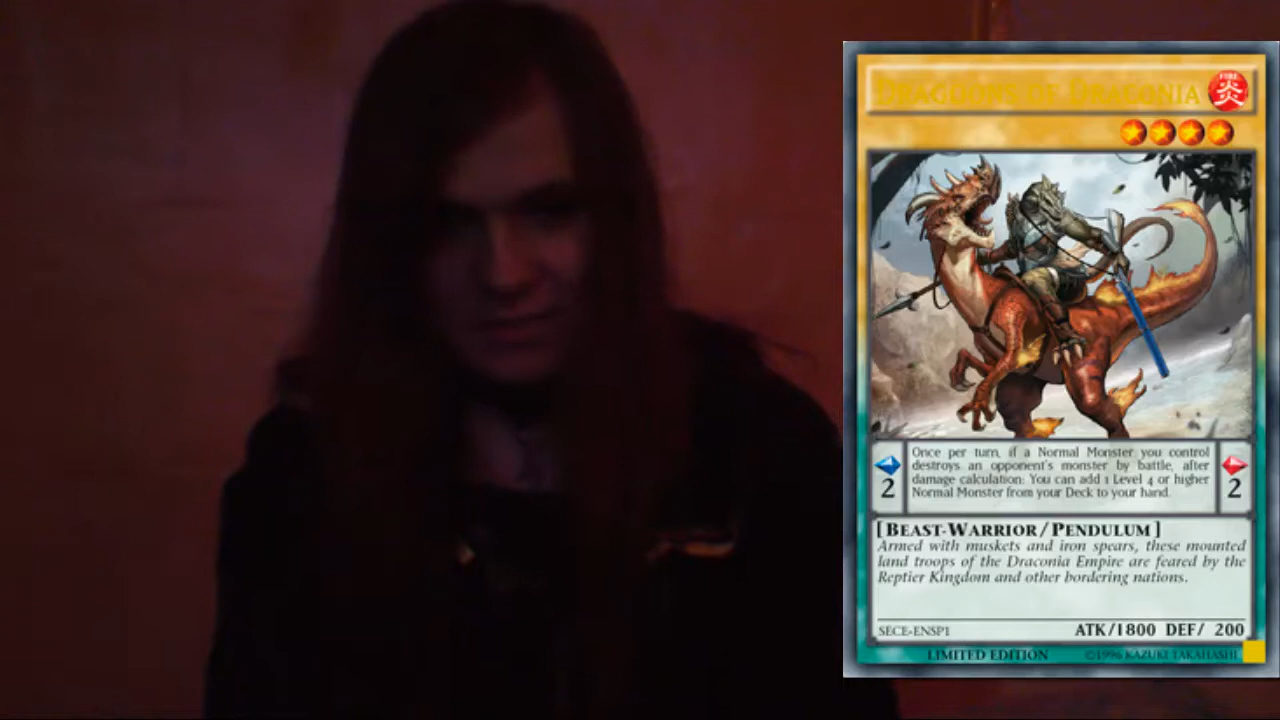 DRAGOONS OF DRACONIA
FIRE
炎
Once per turn, if a Normal Monster you control
destroys an opponent's monster by battle, after
damage calculation: You can add 1 Level 4 or higher
Normal Monster from your Deck to your hand.
2
2
[BEAST-WARRIOR/PENDULUM]
Armed with muskets and iron spears, these mounted
land troops of the Draconia Empire are feared by the
Reptier Kingdom and other bordering nations.
SECE-ENSP1 ATK/1800 DEF/ 200
LIMITED EDITION ©1996 KAZUKI TAKAHASHI